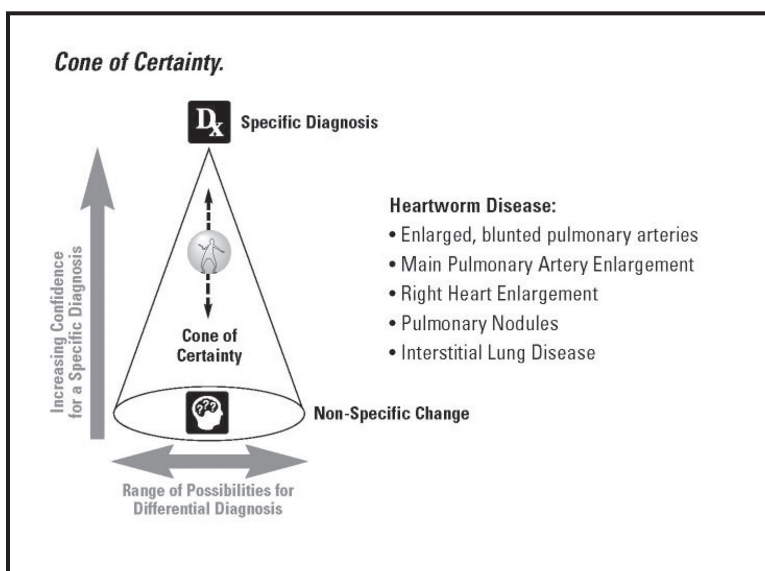 Cone of Certainty.
Dx Specific Diagnosis
Increasing Confidence
for a Specific Diagnosis
Cone of
Certainty
???
Non-Specific Change
Range of Possibilities for
Differential Diagnosis
Heartworm Disease:
• Enlarged, blunted pulmonary arteries
• Main Pulmonary Artery Enlargement
• Right Heart Enlargement
• Pulmonary Nodules
• Interstitial Lung Disease